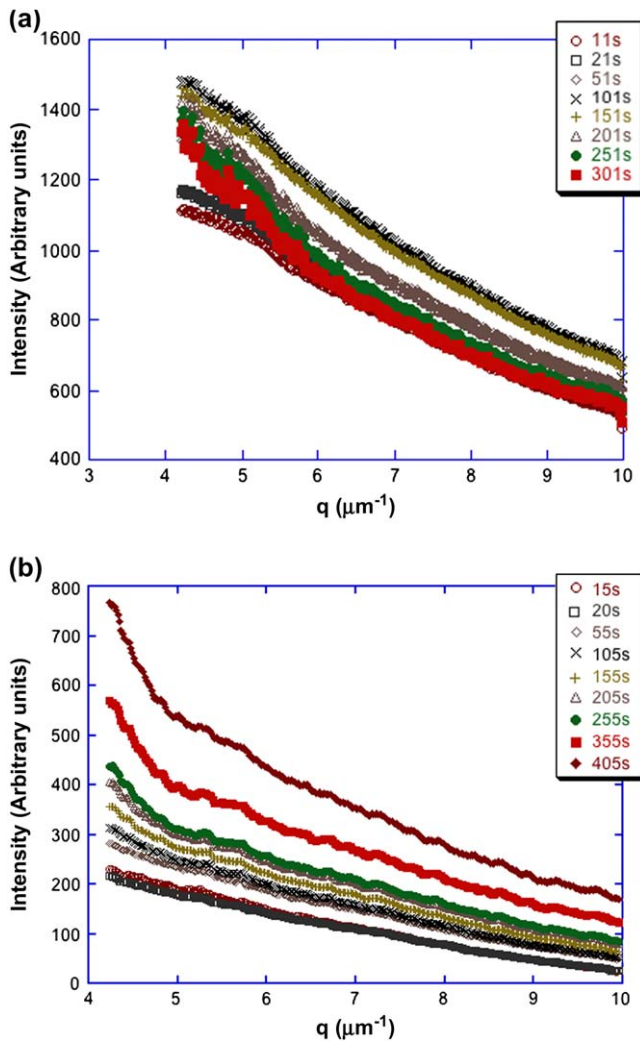 (a)
1600
1400
1200
1000
800
600
400
Intensity (Arbitrary units)
3 4 5 6 7 8 9 10
q (μm⁻¹)
11s
21s
51s
101s
151s
201s
251s
301s
(b)
800
700
600
500
400
300
200
100
0
Intensity (Arbitrary units)
4 5 6 7 8 9 10
q (μm⁻¹)
15s
20s
55s
105s
155s
205s
255s
355s
405s